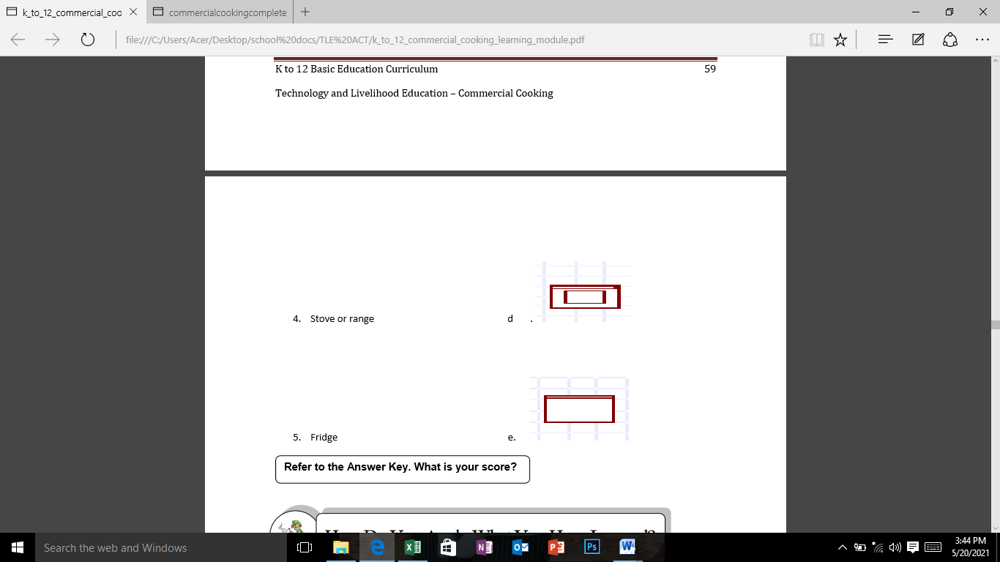 k_to_12_commercial_coo
commercialcookingcomplete
file:///C:/Users/Acer/Desktop/school%20docs/TLE%20ACT/k_to_12_commercial_cooking_learning_module.pdf
K to 12 Basic Education Curriculum 59
Technology and Livelihood Education – Commercial Cooking
4. Stove or range d .
5. Fridge e.
Refer to the Answer Key. What is your score?
Search the web and Windows
3:44 PM
5/20/2021